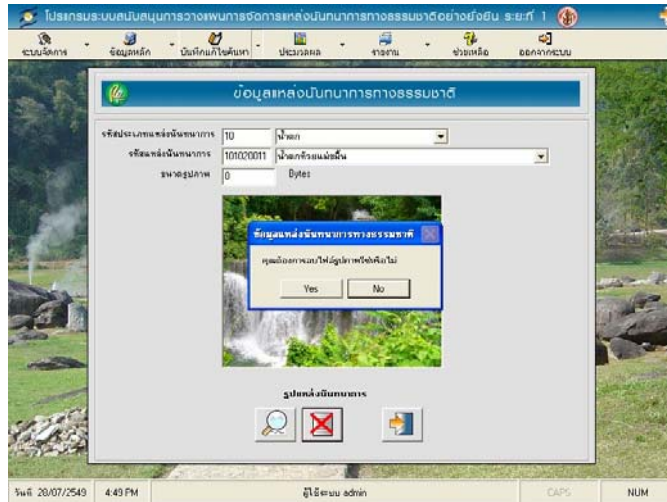 โปรแกรมระบบสนับสนุนการวางแผนการจัดการแหล่งนันทนาการทางธรรมชาติอย่างยั่งยืน ระยะที่ 1
ระบบจัดการ ข้อมูลหลัก บันทึกแก้ไขค้นหา ประมวลผล รายงาน ช่วยเหลือ ออกจากระบบ
ข้อมูลแหล่งนันทนาการทางธรรมชาติ
รหัสประเภทแหล่งนันทนาการ 10 น้ำตก
รหัสแหล่งนันทนาการ 101020011 น้ำตกห้วยแม่ขมิ้น
ขนาดรูปภาพ 0 Bytes
ข้อมูลแหล่งนันทนาการทางธรรมชาติ
คุณต้องการลบไฟล์รูปภาพใช่หรือไม่
Yes No
รูปแหล่งนันทนาการ
วันที่ 28/07/2549 4:49 PM ผู้ใช้ระบบ admin CAPS NUM